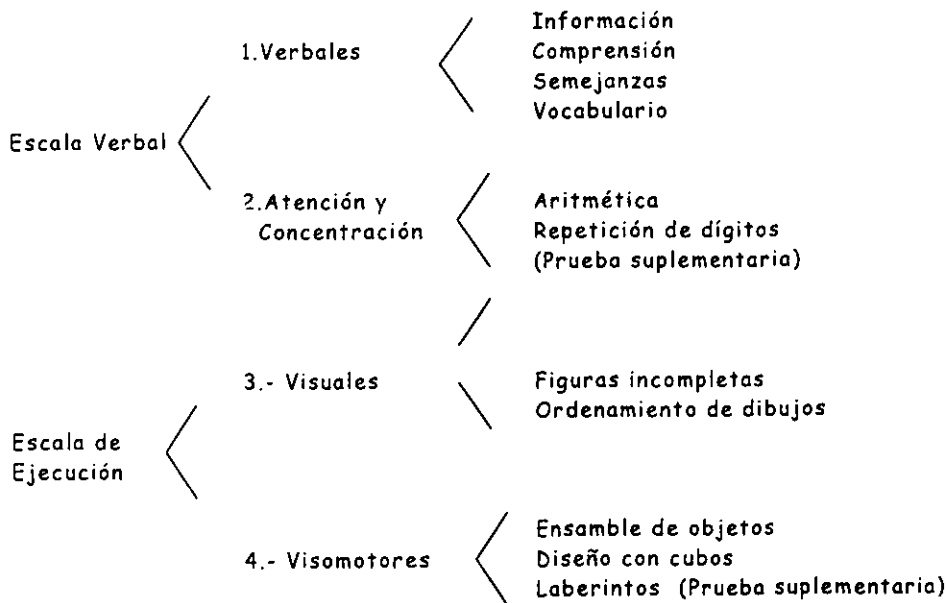 Escala Verbal
1.Verbales
Información
Comprensión
Semejanzas
Vocabulario
2.Atención y
Concentración
Aritmética
Repetición de dígitos
(Prueba suplementaria)
Escala de
Ejecución
3.- Visuales
Figuras incompletas
Ordenamiento de dibujos
4.- Visomotores
Ensamble de objetos
Diseño con cubos
Laberintos (Prueba suplementaria)